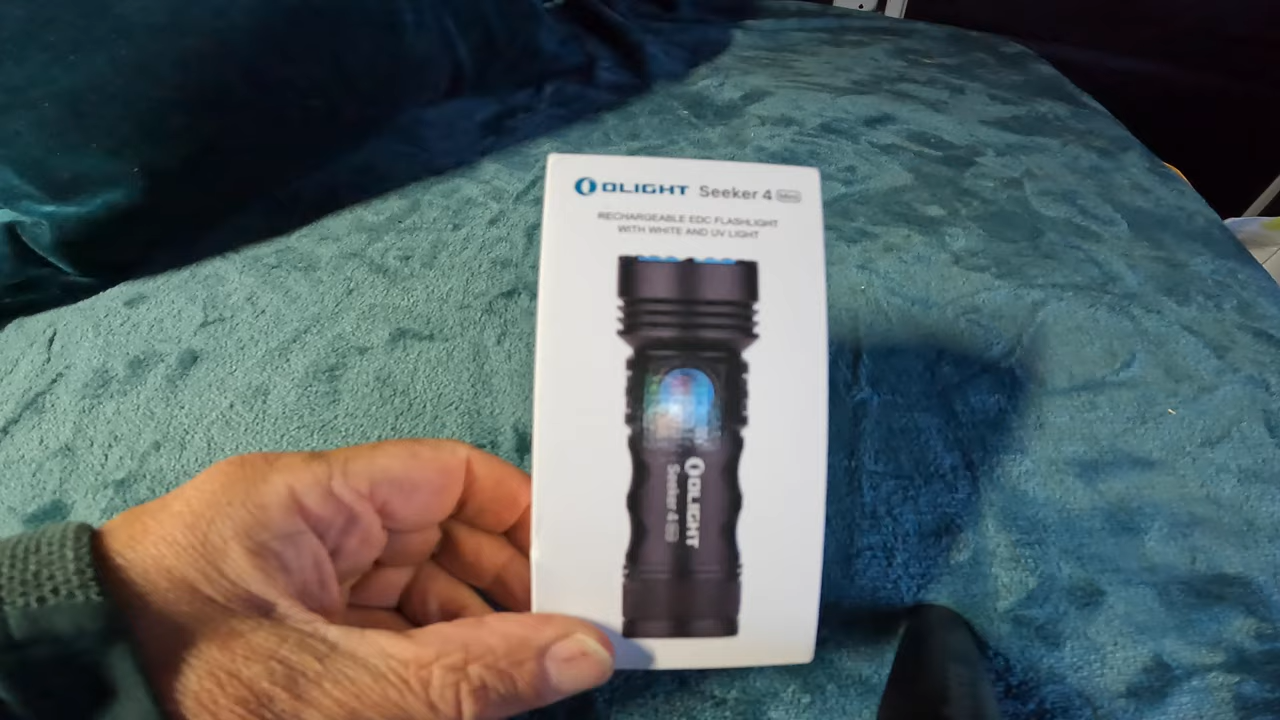 OLIGHT Seeker 4 Mini
RECHARGEABLE EDC FLASHLIGHT
WITH WHITE AND UV LIGHT
OLIGHT
Seeker 4